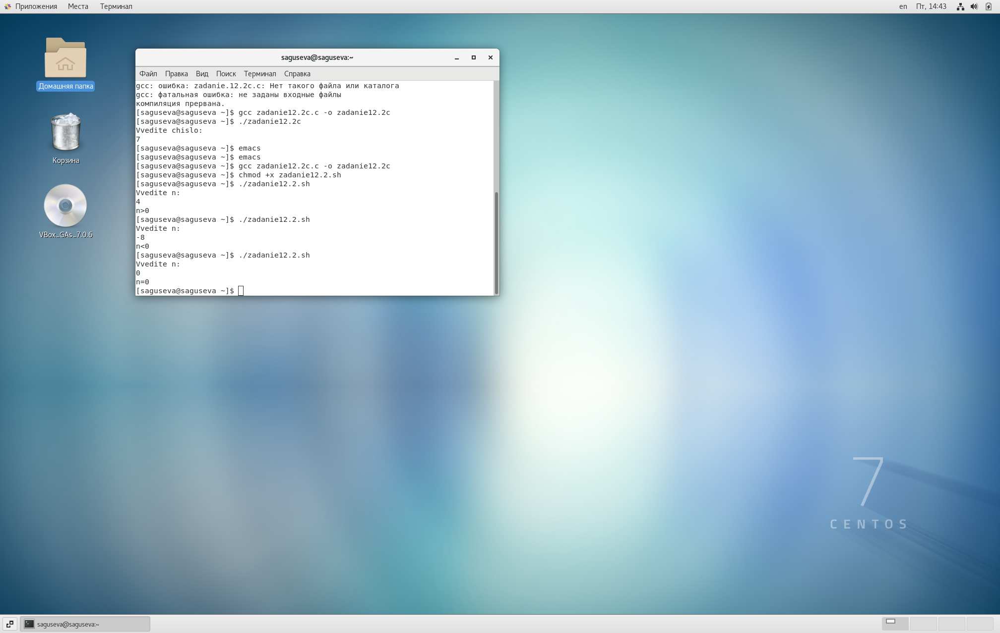 Приложения Места Терминал en Пт, 14:43
Домашняя папка
Корзина
VBox_GAs_7.0.6
saguseva@saguseva:~
Файл Правка Вид Поиск Терминал Справка
gcc: ошибка: zadanie.12.2c.c: Нет такого файла или каталога
gcc: фатальная ошибка: не заданы входные файлы
компиляция прервана.
[saguseva@saguseva ~]$ gcc zadanie12.2c.c -o zadanie12.2c
[saguseva@saguseva ~]$ ./zadanie12.2c
Vvedite chislo:
7
[saguseva@saguseva ~]$ emacs
[saguseva@saguseva ~]$ emacs
[saguseva@saguseva ~]$ gcc zadanie12.2c.c -o zadanie12.2c
[saguseva@saguseva ~]$ chmod +x zadanie12.2.sh
[saguseva@saguseva ~]$ ./zadanie12.2.sh
Vvedite n:
4
n>0
[saguseva@saguseva ~]$ ./zadanie12.2.sh
Vvedite n:
-8
n<0
[saguseva@saguseva ~]$ ./zadanie12.2.sh
Vvedite n:
0
n=0
[saguseva@saguseva ~]$
7
CENTOS
saguseva@saguseva:~